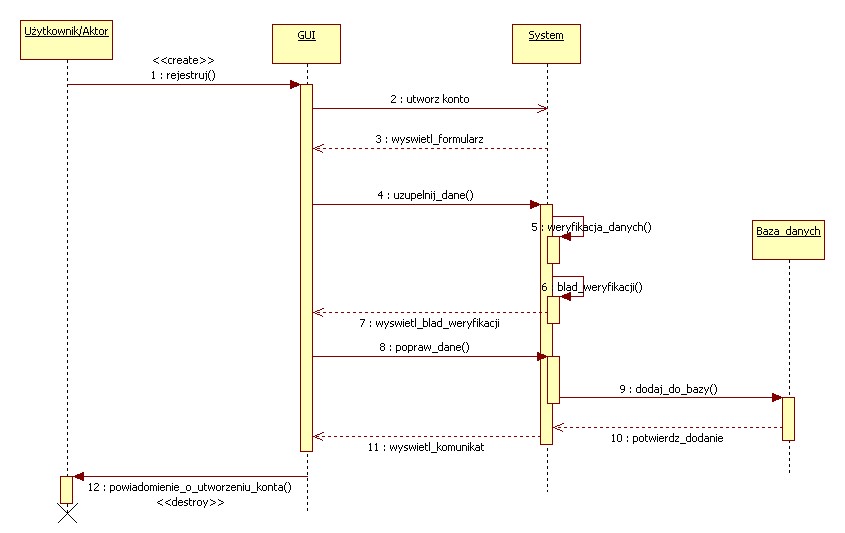 Użytkownik/Aktor
GUI
System
<<create>>
1 : rejestruj()
2 : utworz konto
3 : wyswietl_formularz
4 : uzupelnij_dane()
5 : weryfikacja_danych()
Baza_danych
6 : blad_weryfikacji()
7 : wyswietl_blad_weryfikacji
8 : popraw_dane()
9 : dodaj_do_bazy()
10 : potwierdz_dodanie
11 : wyswietl_komunikat
12 : powiadomienie_o_utworzeniu_konta()
<<destroy>>